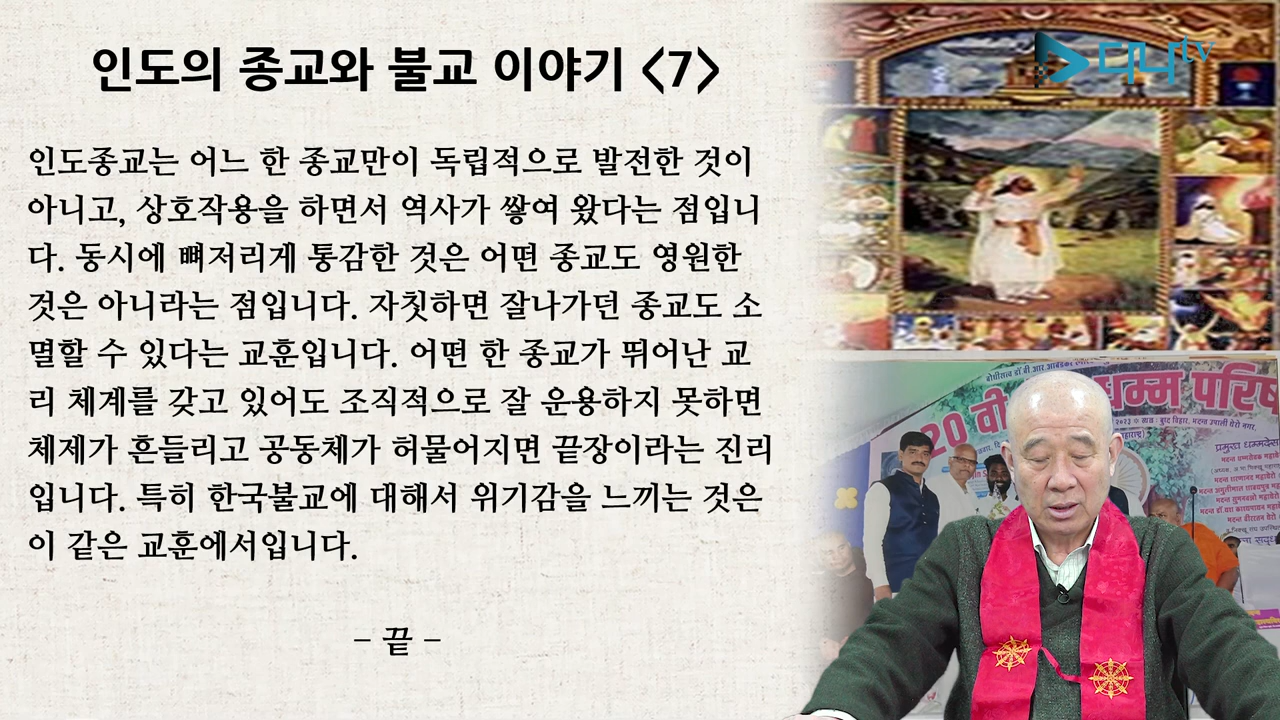 인도의 종교와 불교 이야기 <7>
다나tv
인도종교는 어느 한 종교만이 독립적으로 발전한 것이
아니고, 상호작용을 하면서 역사가 쌓여 왔다는 점입니
다. 동시에 뼈저리게 통감한 것은 어떤 종교도 영원한
것은 아니라는 점입니다. 자칫하면 잘나가던 종교도 소
멸할 수 있다는 교훈입니다. 어떤 한 종교가 뛰어난 교
리 체계를 갖고 있어도 조직적으로 잘 운용하지 못하면
체제가 흔들리고 공동체가 허물어지면 끝장이라는 진리
입니다. 특히 한국불교에 대해서 위기감을 느끼는 것은
이 같은 교훈에서입니다.
– 끝 –
20 वी
धम्म परिष